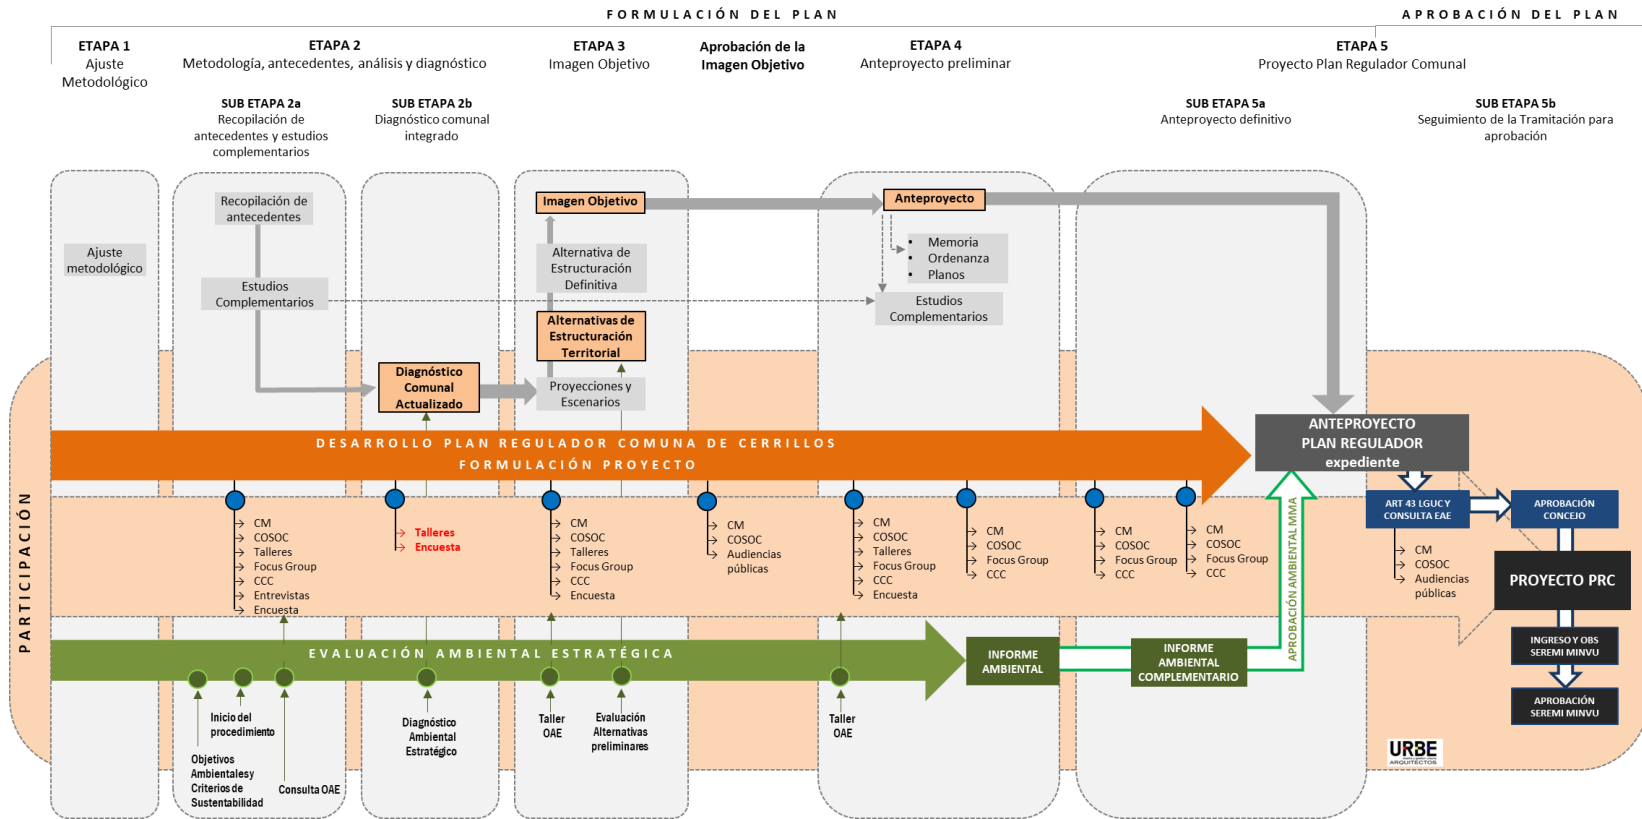 FORMULACIÓN DEL PLAN
APROBACIÓN DEL PLAN
ETAPA 1
Ajuste
Metodológico
ETAPA 2
Metodología, antecedentes, análisis y diagnóstico
ETAPA 3
Imagen Objetivo
Aprobación de la
Imagen Objetivo
ETAPA 4
Anteproyecto preliminar
ETAPA 5
Proyecto Plan Regulador Comunal
SUB ETAPA 2a
Recopilación de
antecedentes y estudios
complementarios
SUB ETAPA 2b
Diagnóstico comunal
integrado
SUB ETAPA 5a
Anteproyecto definitivo
SUB ETAPA 5b
Seguimiento de la Tramitación para
aprobación
Ajuste
metodológico
Recopilación de
antecedentes
Estudios
Complementarios
Diagnóstico
Comunal
Actualizado
Imagen Objetivo
Alternativa de
Estructuración
Definitiva
Alternativas de
Estructuración
Territorial
Proyecciones y
Escenarios
Anteproyecto
• Memoria
• Ordenanza
• Planos
Estudios
Complementarios
PARTICIPACIÓN
DESARROLLO PLAN REGULADOR COMUNA DE CERRILLOS
FORMULACIÓN PROYECTO
ANTEPROYECTO
PLAN REGULADOR
expediente
CM
COSOC
Talleres
Focus Group
CCC
Entrevistas
Encuesta
Talleres
Encuesta
CM
COSOC
Talleres
Focus Group
CCC
Encuesta
CM
COSOC
Audiencias
públicas
CM
COSOC
Talleres
Focus Group
CCC
Encuesta
CM
COSOC
Focus Group
CCC
CM
COSOC
Focus Group
CCC
CM
COSOC
Focus Group
CCC
APROBACIÓN AMBIENTAL MMA
ART 43 LGUC Y
CONSULTA EAE
CM
COSOC
Audiencias
públicas
APROBACIÓN
CONCEJO
PROYECTO PRC
INGRESO Y OBS
SEREMI MINVU
APROBACIÓN
SEREMI MINVU
EVALUACIÓN AMBIENTAL ESTRATÉGICA
INFORME
AMBIENTAL
INFORME
AMBIENTAL
COMPLEMENTARIO
Objetivos
Ambientales y
Criterios de
Sustentabilidad
Inicio del
procedimiento
Consulta OAE
Diagnóstico
Ambiental
Estratégico
Taller
OAE
Evaluación
Alternativas
preliminares
Taller
OAE
URBE
ARQUITECTOS